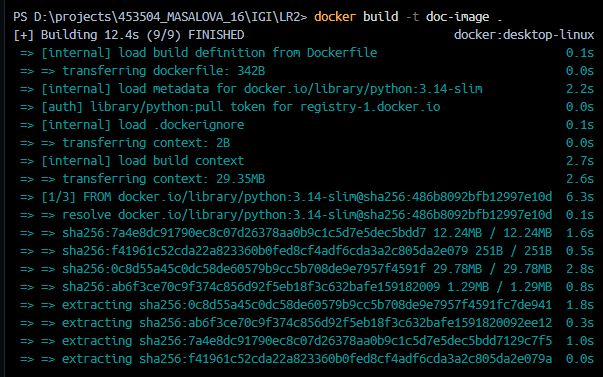 PS D:\projects\453504_MASALOVA_16\IGI\LR2> docker build -t doc-image .
[+] Building 12.4s (9/9) FINISHED docker:desktop-linux
=> [internal] load build definition from Dockerfile 0.1s
=> => transferring dockerfile: 342B 0.0s
=> [internal] load metadata for docker.io/library/python:3.14-slim 2.2s
=> [auth] library/python:pull token for registry-1.docker.io 0.0s
=> [internal] load .dockerignore 0.1s
=> => transferring context: 2B 0.0s
=> [internal] load build context 2.7s
=> => transferring context: 29.35MB 2.6s
=> [1/3] FROM docker.io/library/python:3.14-slim@sha256:486b8092bfb12997e10d 6.3s
=> => resolve docker.io/library/python:3.14-slim@sha256:486b8092bfb12997e10d 0.1s
=> => sha256:7a4e8dc91790ec8c07d26378aa0b9c1c5d7e5dec5bdd7 12.24MB / 12.24MB 1.6s
=> => sha256:f41961c52cda22a823360b0fed8cf4adf6cda3a2c805da2e079 251B / 251B 0.5s
=> => sha256:0c8d55a45c0dc58de60579b9cc5b708de9e7957f4591f 29.78MB / 29.78MB 2.8s
=> => sha256:ab6f3ce70c9f374c856d92f5eb18f3c632bafe159182009 1.29MB / 1.29MB 0.8s
=> => extracting sha256:0c8d55a45c0dc58de60579b9cc5b708de9e7957f4591fc7de941 1.8s
=> => extracting sha256:ab6f3ce70c9f374c856d92f5eb18f3c632bafe1591820092ee12 0.3s
=> => extracting sha256:7a4e8dc91790ec8c07d26378aa0b9c1c5d7e5dec5bdd7129c7f5 1.0s
=> => extracting sha256:f41961c52cda22a823360b0fed8cf4adf6cda3a2c805da2e079a 0.0s